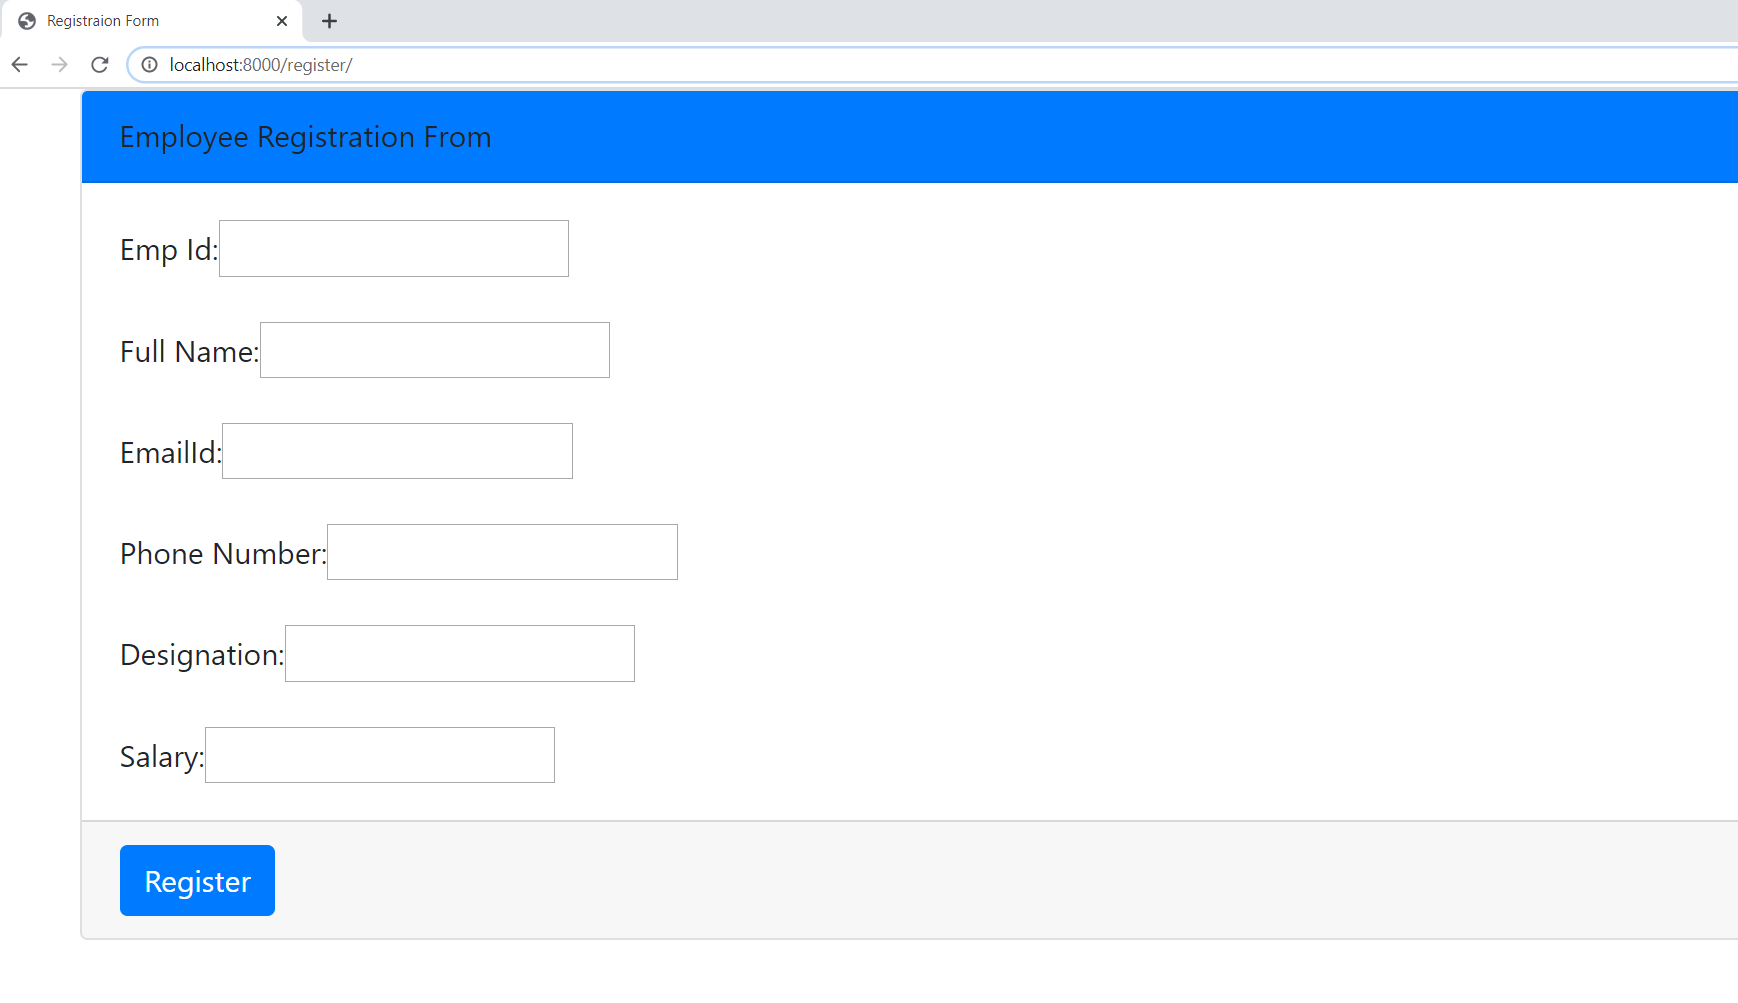 Registraion Form
localhost:8000/register/
Employee Registration From
Emp Id:
Full Name:
EmailId:
Phone Number:
Designation:
Salary:
Register